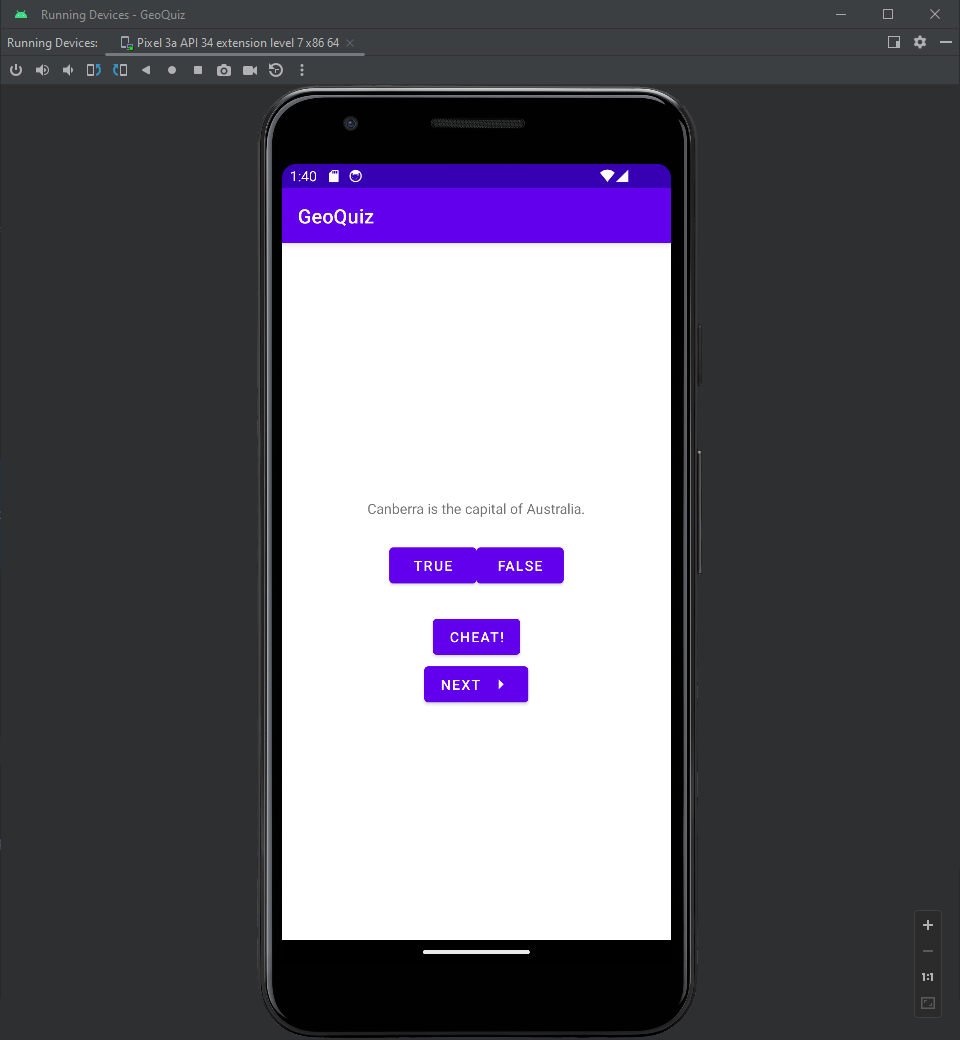 Running Devices - GeoQuiz
Running Devices: Pixel 3a API 34 extension level 7 x86 64
1:40
GeoQuiz
Canberra is the capital of Australia.
TRUE FALSE
CHEAT!
NEXT
1:1